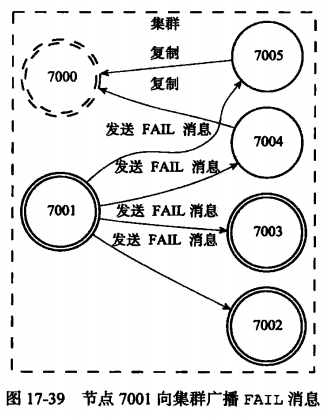 集群
7005
复制
7000
复制
发送 FAIL 消息
7004
发送 FAIL 消息
7001
发送 FAIL 消息
7003
发送 FAIL 消息
7002
图 17-39 节点 7001 向集群广播 FAIL 消息